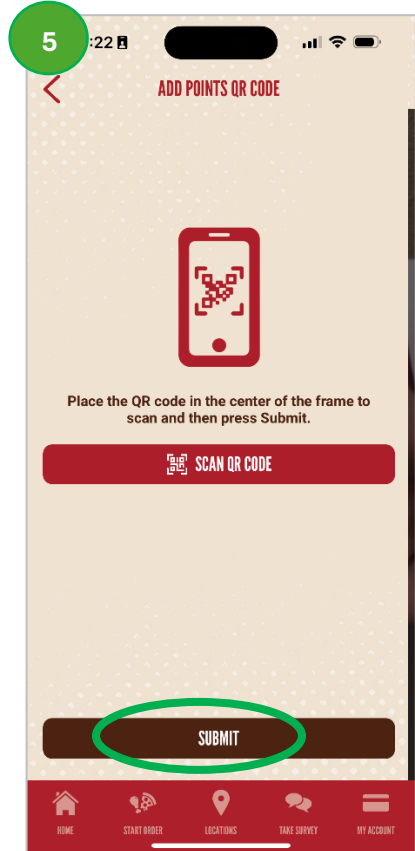 5
:22
ADD POINTS QR CODE
Place the QR code in the center of the frame to
scan and then press Submit.
SCAN QR CODE
SUBMIT
HOME
START ORDER
LOCATIONS
TAKE SURVEY
MY ACCOUNT